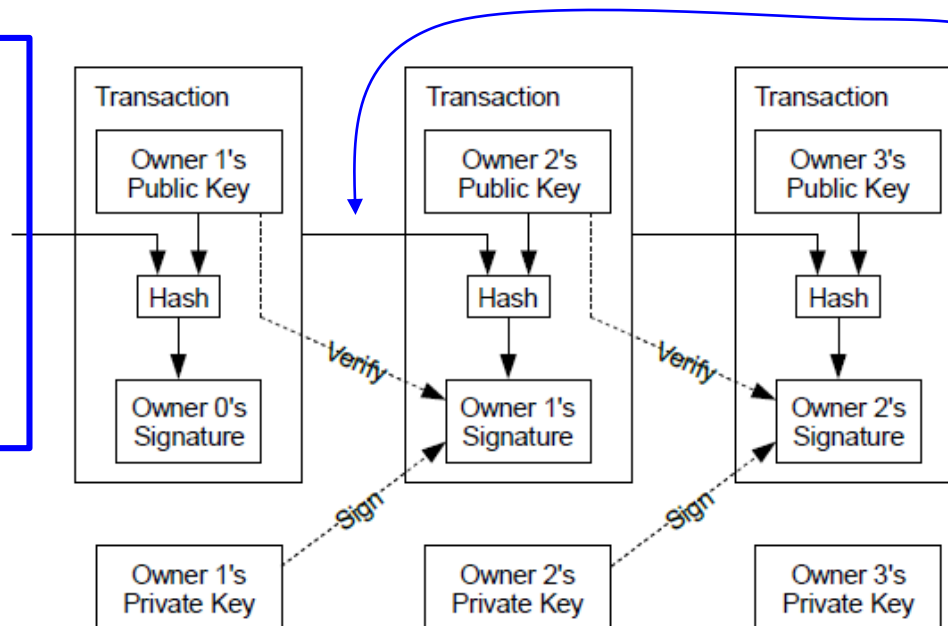 Transaction
Owner 1's
Public Key
Hash
Owner 0's
Signature
Verify
Sign
Owner 1's
Private Key
Transaction
Owner 2's
Public Key
Hash
Owner 1's
Signature
Verify
Sign
Owner 2's
Private Key
Transaction
Owner 3's
Public Key
Hash
Owner 2's
Signature
Owner 3's
Private Key